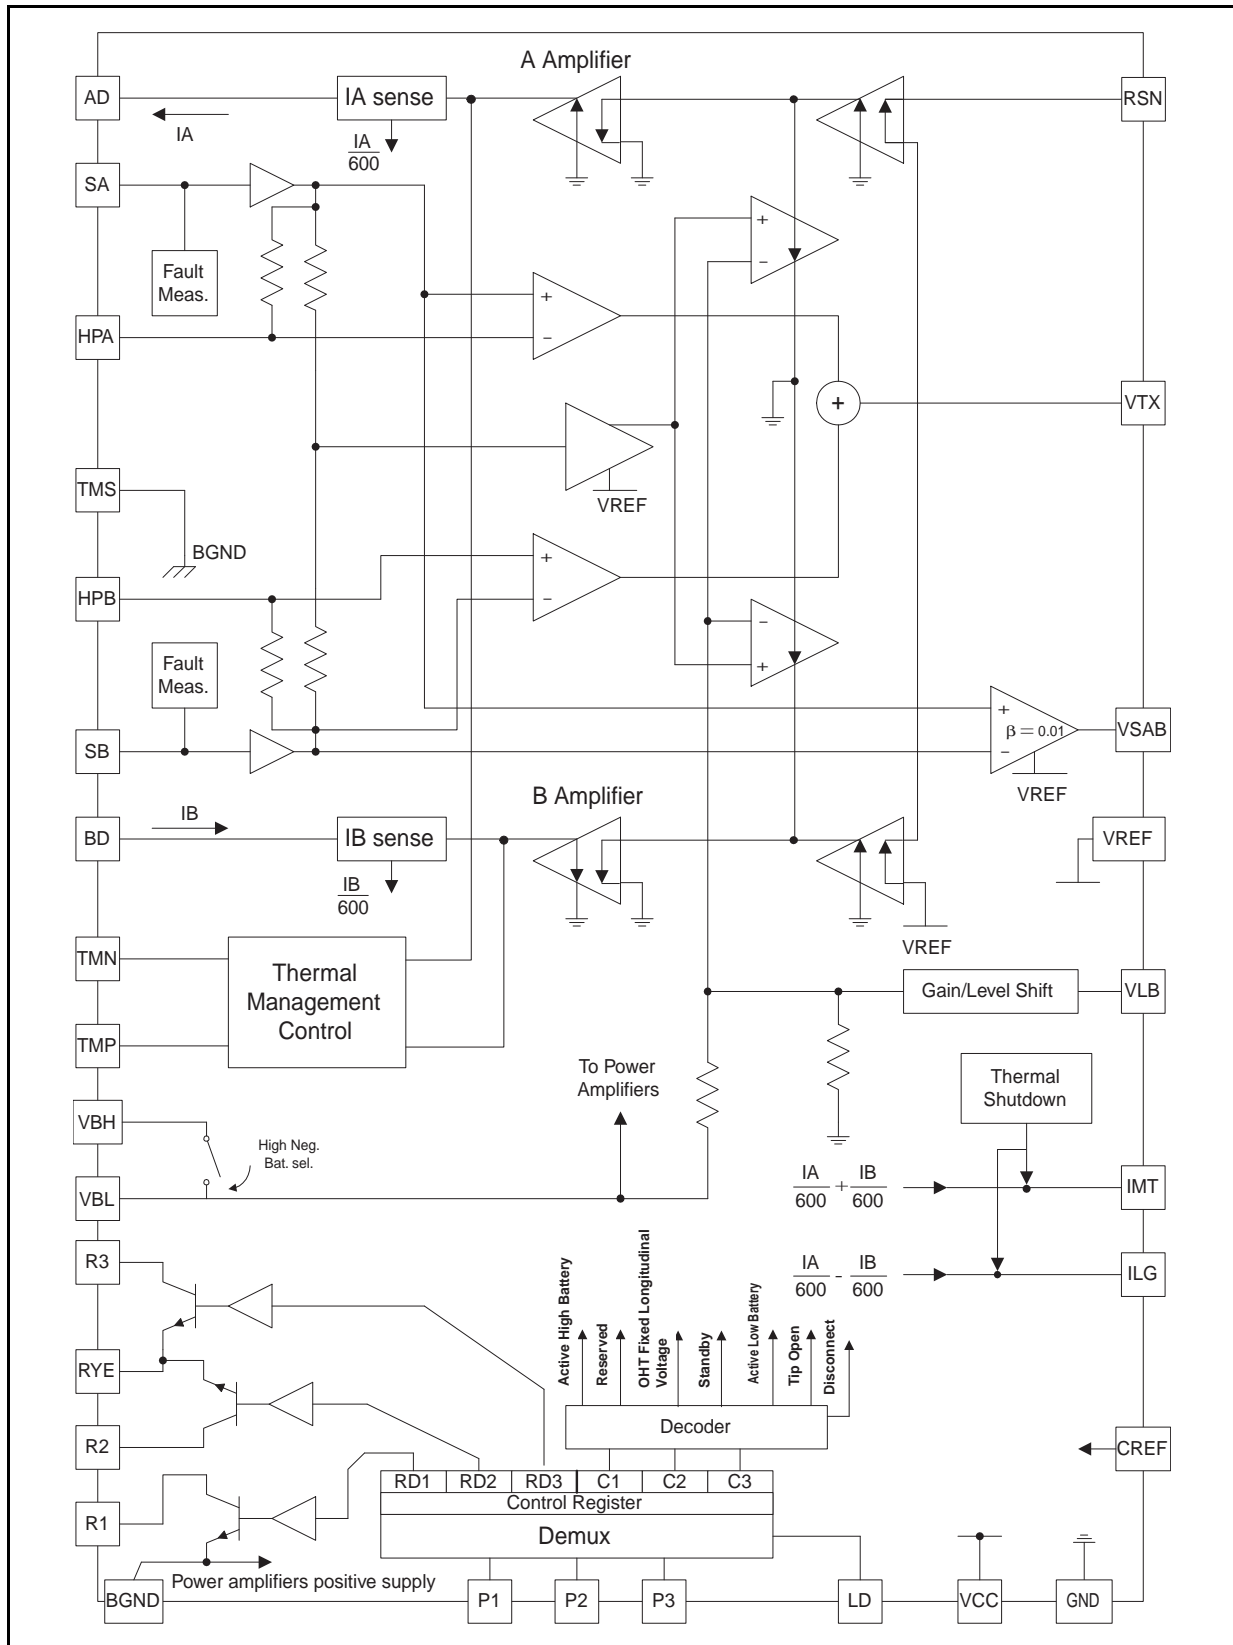 A Amplifier
AD
IA sense
RSN
IA
IA
600
SA
+
−
Fault
Meas.
+
−
HPA
+
VTX
VREF
TMS
BGND
+
−
HPB
−
+
Fault
Meas.
+
β = 0.01
−
VSAB
SB
VREF
B Amplifier
IB
BD
IB sense
VREF
IB
600
VREF
TMN
Thermal
Management
Control
Gain/Level Shift
VLB
TMP
To Power
Amplifiers
Thermal
Shutdown
VBH
High Neg.
Bat. sel.
VBL
IA
600
+
IB
600
IMT
R3
IA
600
-
IB
600
ILG
Active High Battery
Reserved
OHT Fixed Longitudinal
Voltage
Standby
Active Low Battery
Tip Open
Disconnect
RYE
Decoder
R2
CREF
RD1
RD2
RD3
C1
C2
C3
Control Register
R1
Demux
Power amplifiers positive supply
BGND
P1
P2
P3
LD
VCC
GND